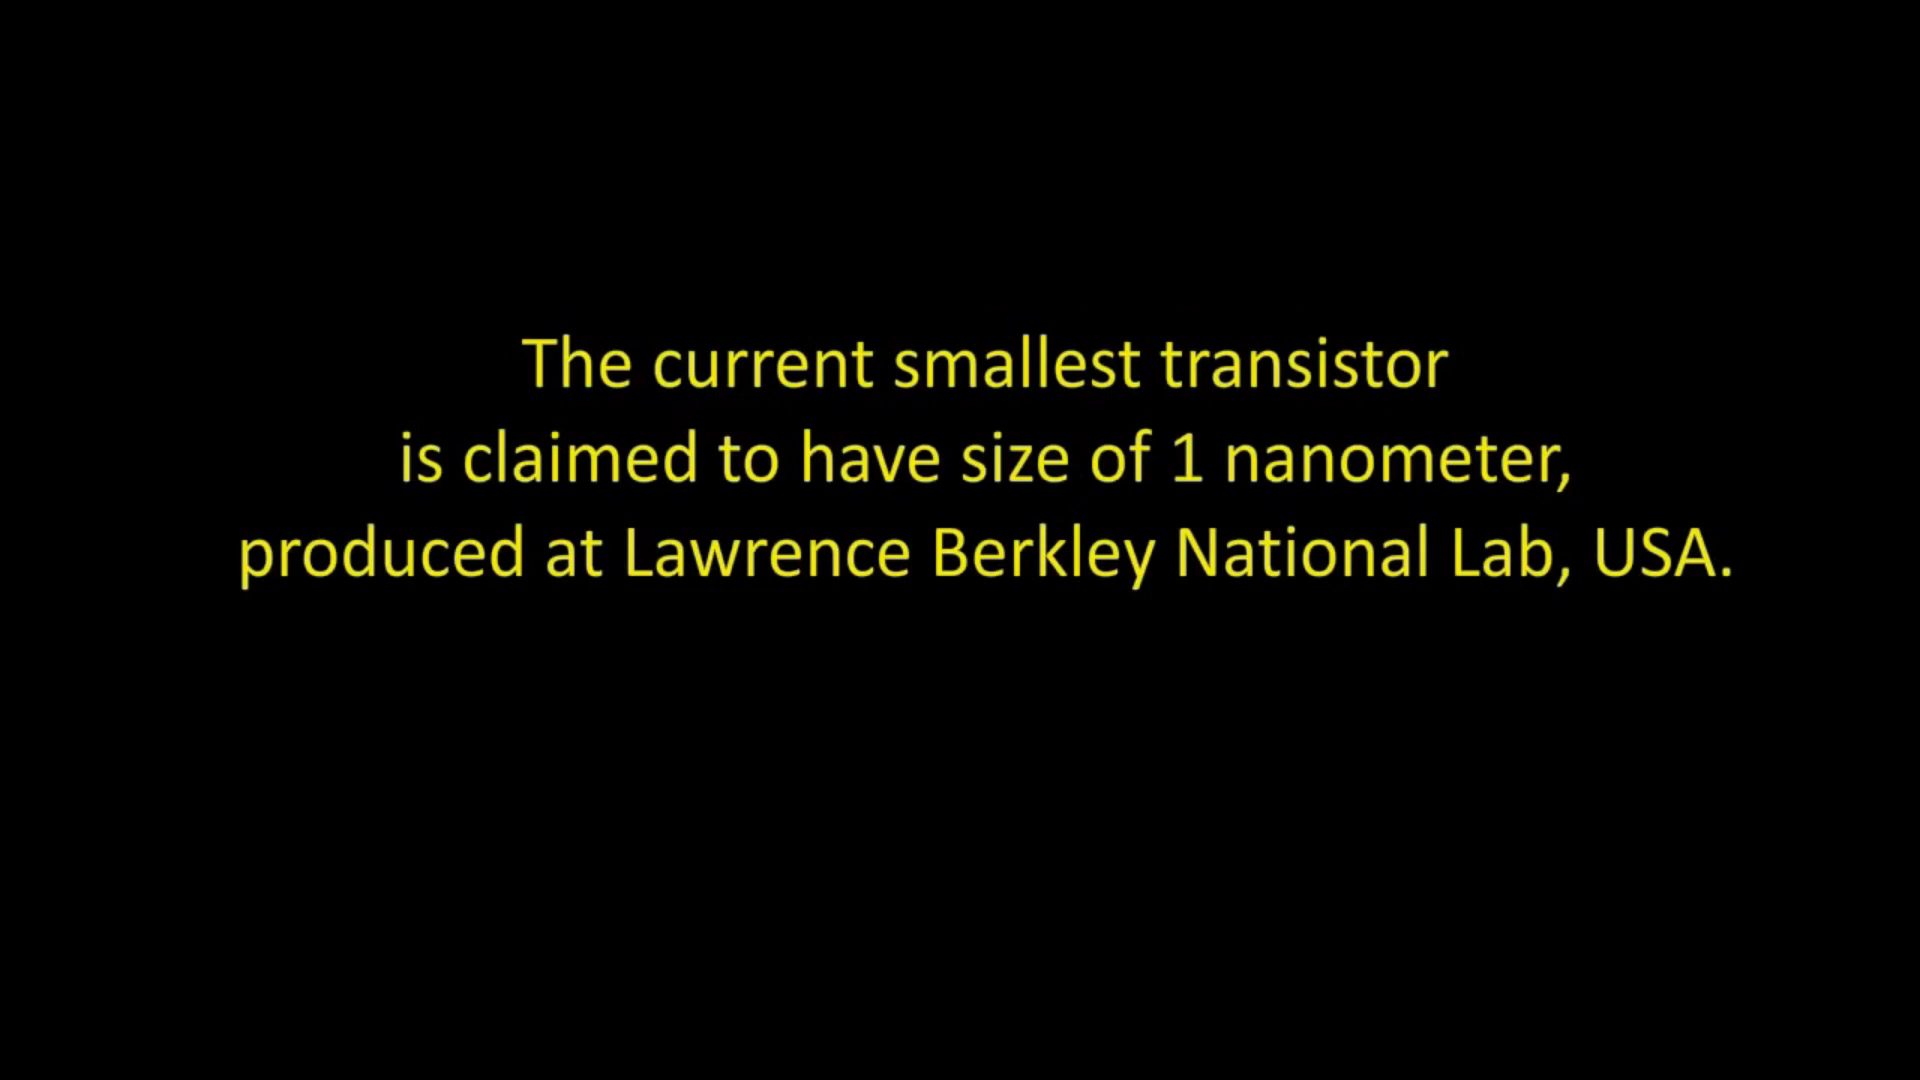 The current smallest transistor
is claimed to have size of 1 nanometer,
produced at Lawrence Berkley National Lab, USA.